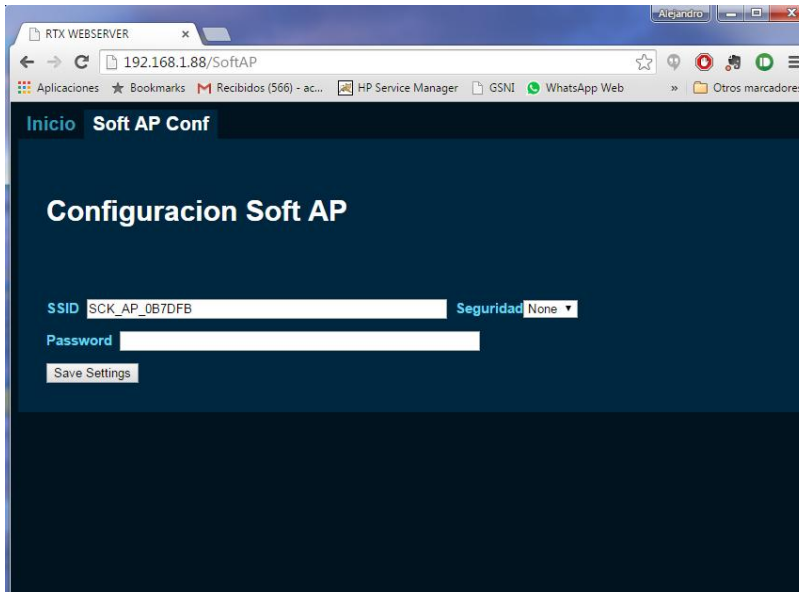 Alejandro
RTX WEBSERVER
192.168.1.88/SoftAP
Aplicaciones Bookmarks Recibidos (566) - ac... HP Service Manager GSNI WhatsApp Web » Otros marcadores
Inicio Soft AP Conf
Configuracion Soft AP
SSID SCK_AP_0B7DFB Seguridad None
Password
Save Settings